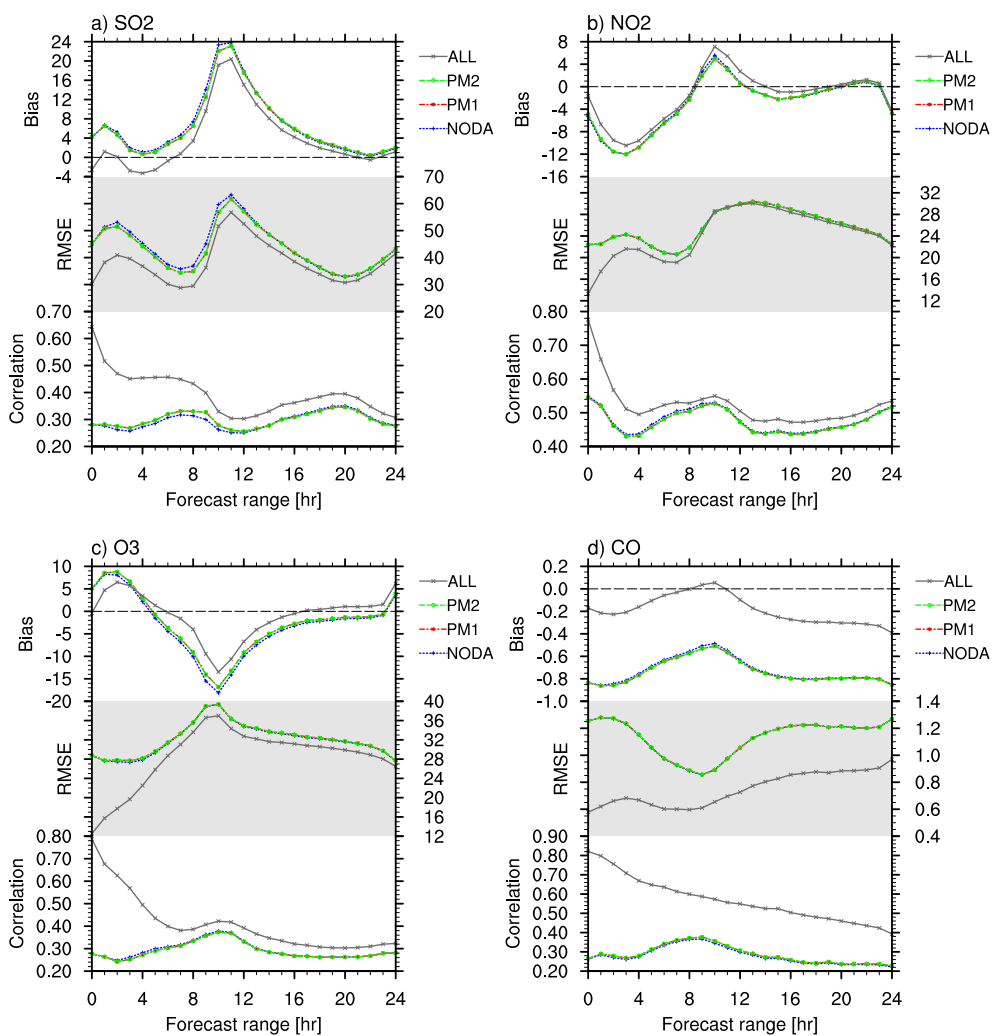 a) SO2
24
20
16
12
8
4
0
-4
Bias
70
60
50
40
30
20
RMSE
0.70
0.60
0.50
0.40
0.30
0.20
Correlation
0 4 8 12 16 20 24
Forecast range [hr]
ALL
PM2
PM1
NODA
b) NO2
8
4
0
-4
-8
-12
-16
Bias
32
28
24
20
16
12
RMSE
0.80
0.70
0.60
0.50
0.40
Correlation
0 4 8 12 16 20 24
Forecast range [hr]
ALL
PM2
PM1
NODA
c) O3
10
5
0
-5
-10
-15
-20
Bias
40
36
32
28
24
20
16
12
RMSE
0.80
0.70
0.60
0.50
0.40
0.30
0.20
Correlation
0 4 8 12 16 20 24
Forecast range [hr]
ALL
PM2
PM1
NODA
d) CO
0.2
0.0
-0.2
-0.4
-0.6
-0.8
-1.0
Bias
1.4
1.2
1.0
0.8
0.6
0.4
RMSE
0.90
0.80
0.70
0.60
0.50
0.40
0.30
0.20
Correlation
0 4 8 12 16 20 24
Forecast range [hr]
ALL
PM2
PM1
NODA